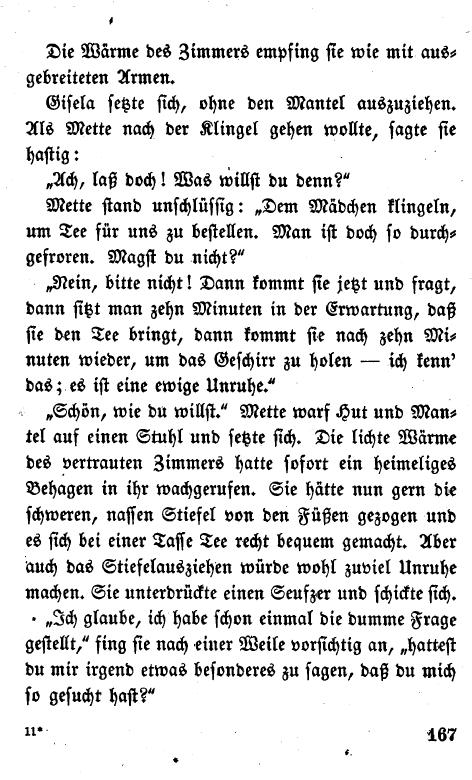 Die Wärme des Zimmers empfing sie wie mit aus-
gebreiteten Armen.
Gisela setzte sich, ohne den Mantel auszuziehen.
Als Mette nach der Klingel gehen wollte, sagte sie
hastig:
„Ach, laß doch! Was willst du denn?“
Mette stand unschlüssig: „Dem Mädchen klingeln,
um Tee für uns zu bestellen. Man ist doch so durch-
gefroren. Magst du nicht?“
„Nein, bitte nicht! Dann kommt sie jetzt und fragt,
dann sitzt man zehn Minuten in der Erwartung, daß
sie den Tee bringt, dann kommt sie nach zehn Mi-
nuten wieder, um das Geschirr zu holen — ich kenn’
das; es ist eine ewige Unruhe.“
„Schön, wie du willst.“ Mette warf Hut und Man-
tel auf einen Stuhl und setzte sich. Die lichte Wärme
des vertrauten Zimmers hatte sofort ein heimeliges
Behagen in ihr wachgerufen. Sie hätte nun gern die
schweren, nassen Stiefel von den Füßen gezogen und
es sich bei einer Tasse Tee recht bequem gemacht. Aber
auch das Stiefelausziehen würde wohl zuviel Unruhe
machen. Sie unterdrückte einen Seufzer und schickte sich.
„Ich glaube, ich habe schon einmal die dumme Frage
gestellt,“ fing sie nach einer Weile vorsichtig an, „hattest
du mir irgend etwas besonderes zu sagen, daß du mich
so gesucht hast?“
11*
167